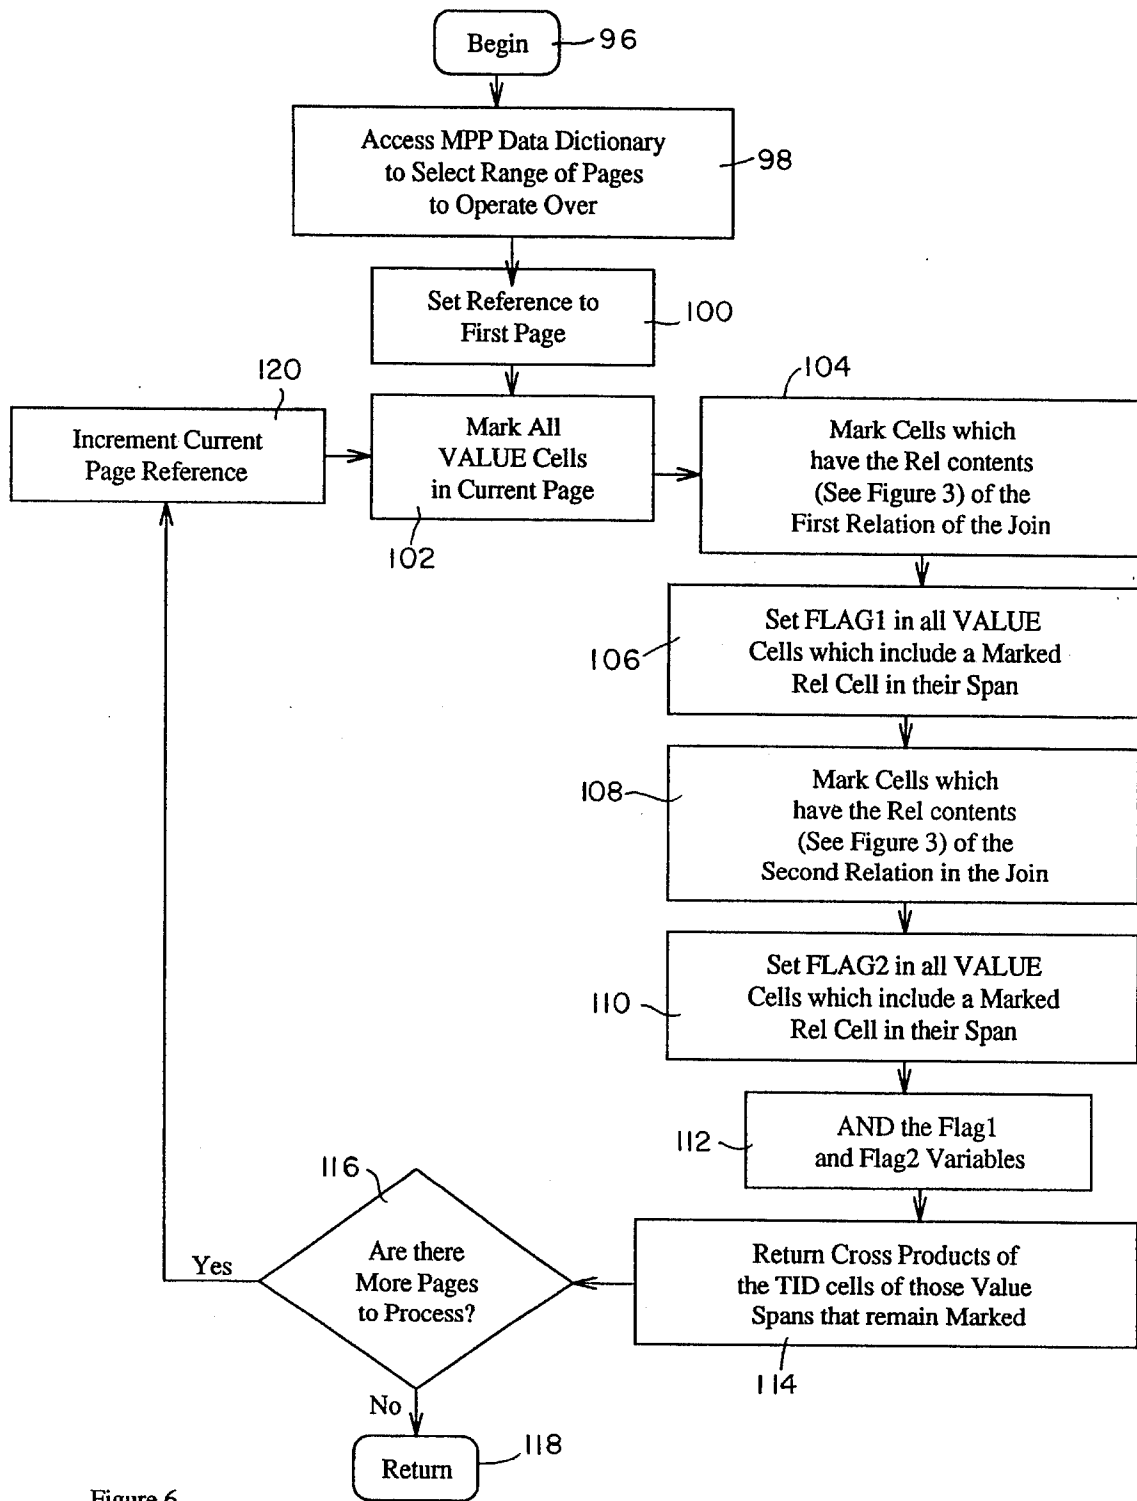 Begin
96
Access MPP Data Dictionary
to Select Range of Pages
to Operate Over
98
Set Reference to
First Page
100
120
Increment Current
Page Reference
Mark All
VALUE Cells
in Current Page
102
104
Mark Cells which
have the Rel contents
(See Figure 3) of the
First Relation of the Join
Set FLAG1 in all VALUE
Cells which include a Marked
Rel Cell in their Span
106
Mark Cells which
have the Rel contents
(See Figure 3) of the
Second Relation in the Join
108
Set FLAG2 in all VALUE
Cells which include a Marked
Rel Cell in their Span
110
AND the Flag1
and Flag2 Variables
112
Return Cross Products of
the TID cells of those Value
Spans that remain Marked
114
116
Are there
More Pages
to Process?
Yes
No
Return
118
Figure 6